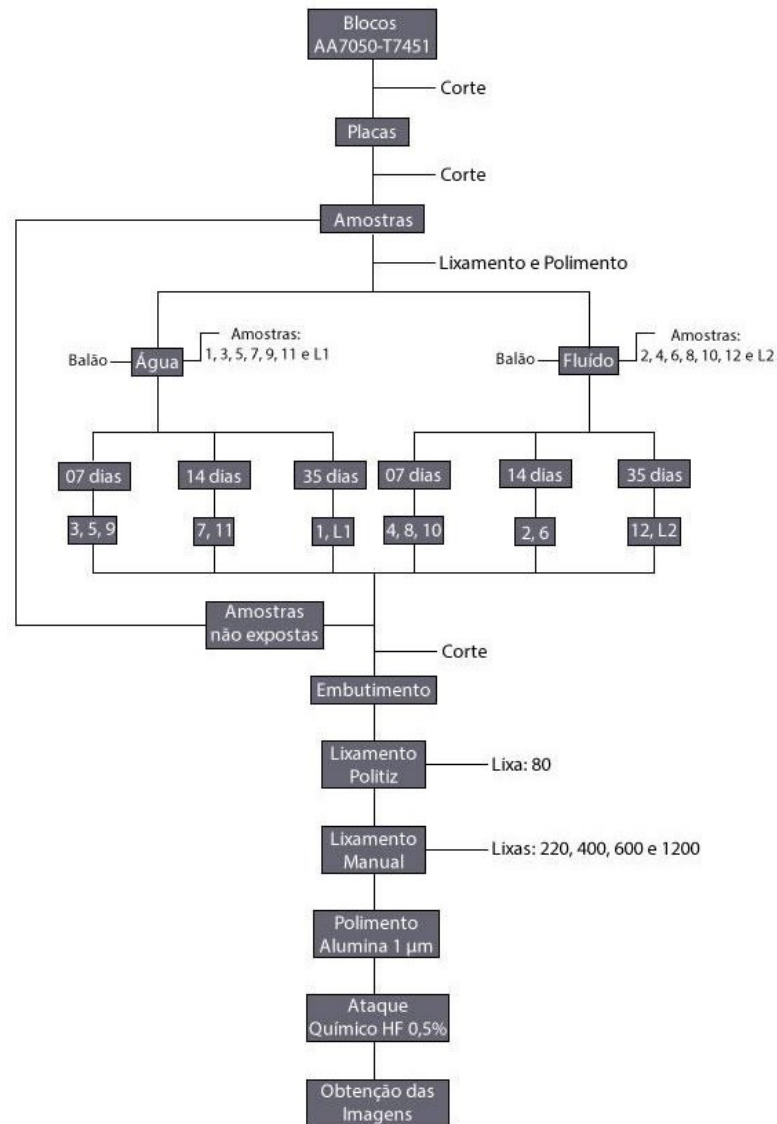 Blocos
AA7050-T7451
Corte
Placas
Corte
Amostras
Lixamento e Polimento
Balão
Água
Amostras:
1, 3, 5, 7, 9, 11 e L1
Balão
Fluído
Amostras:
2, 4, 6, 8, 10, 12 e L2
07 dias
14 dias
35 dias
07 dias
14 dias
35 dias
3, 5, 9
7, 11
1, L1
4, 8, 10
2, 6
12, L2
Amostras
não expostas
Corte
Embutimento
Lixamento
Politiz
Lixa: 80
Lixamento
Manual
Lixas: 220, 400, 600 e 1200
Polimento
Alumina 1 μm
Ataque
Químico HF 0,5%
Obtenção das
Imagens